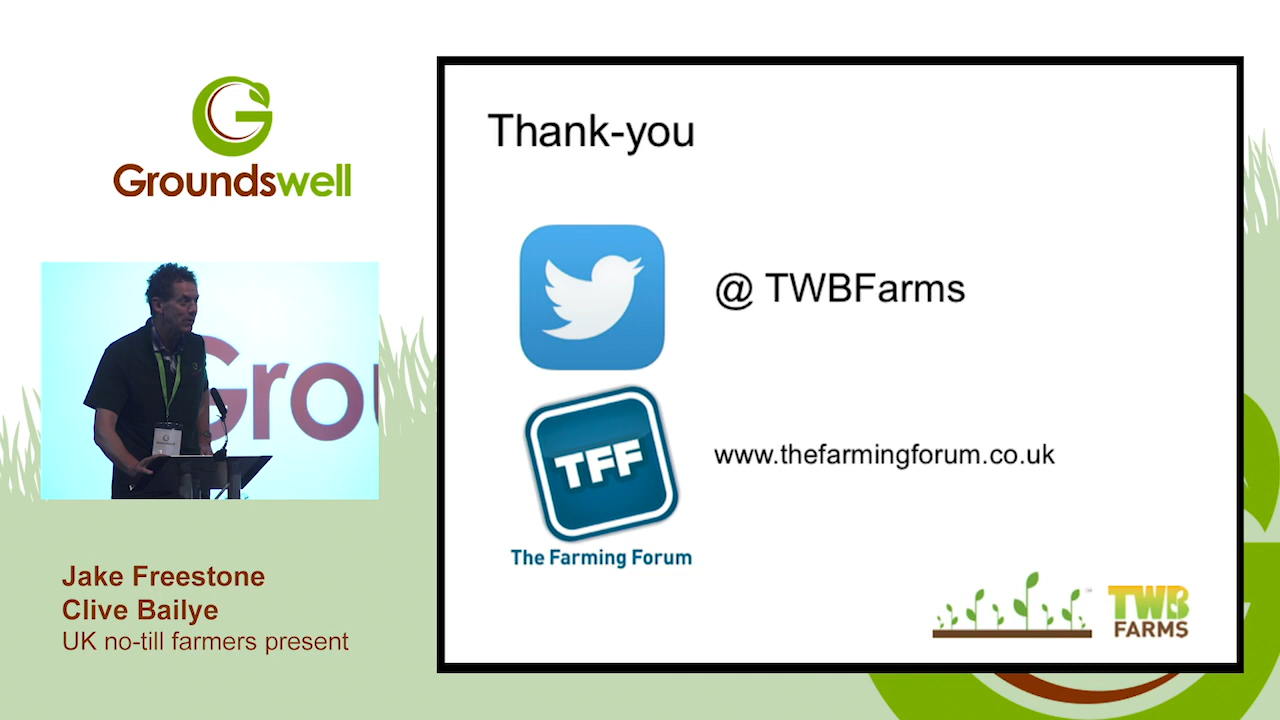 Groundswell
Grou
Jake Freestone
Clive Bailye
UK no-till farmers present
Thank-you
@ TWBFarms
TFF
The Farming Forum
www.thefarmingforum.co.uk
TWB
FARMS